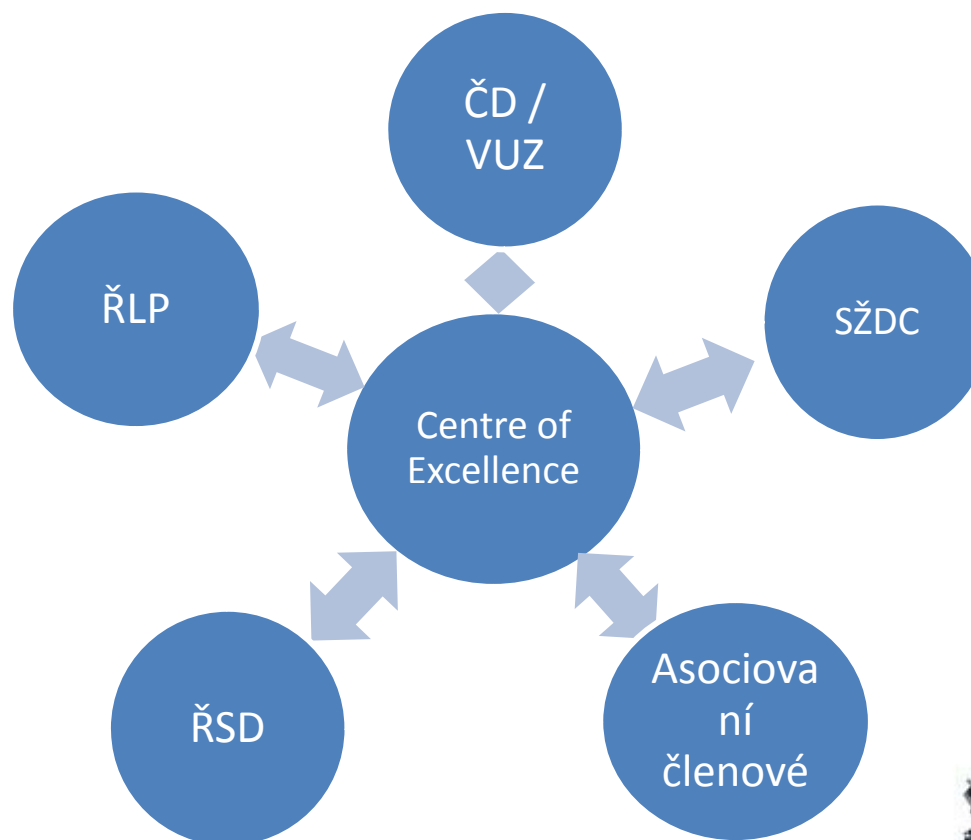 ČD /
VUZ
ŘLP
SŽDC
Centre of
Excellence
ŘSD
Asociova
ní
členové